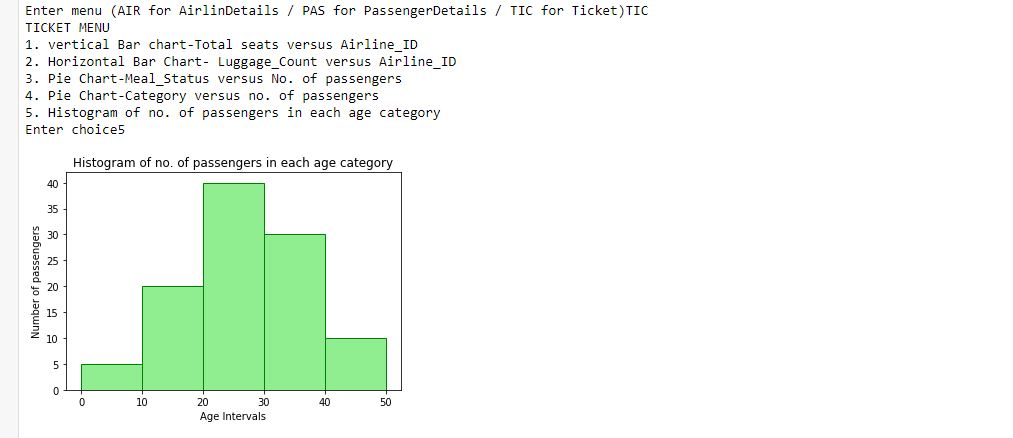 Enter menu (AIR for AirlinDetails / PAS for PassengerDetails / TIC for Ticket)TIC
TICKET MENU
1. vertical Bar chart-Total seats versus Airline_ID
2. Horizontal Bar Chart- Luggage_Count versus Airline_ID
3. Pie Chart-Meal_Status versus No. of passengers
4. Pie Chart-Category versus no. of passengers
5. Histogram of no. of passengers in each age category
Enter choice5
Histogram of no. of passengers in each age category
Number of passengers
40
35
30
25
20
15
10
5
0
0 10 20 30 40 50
Age Intervals